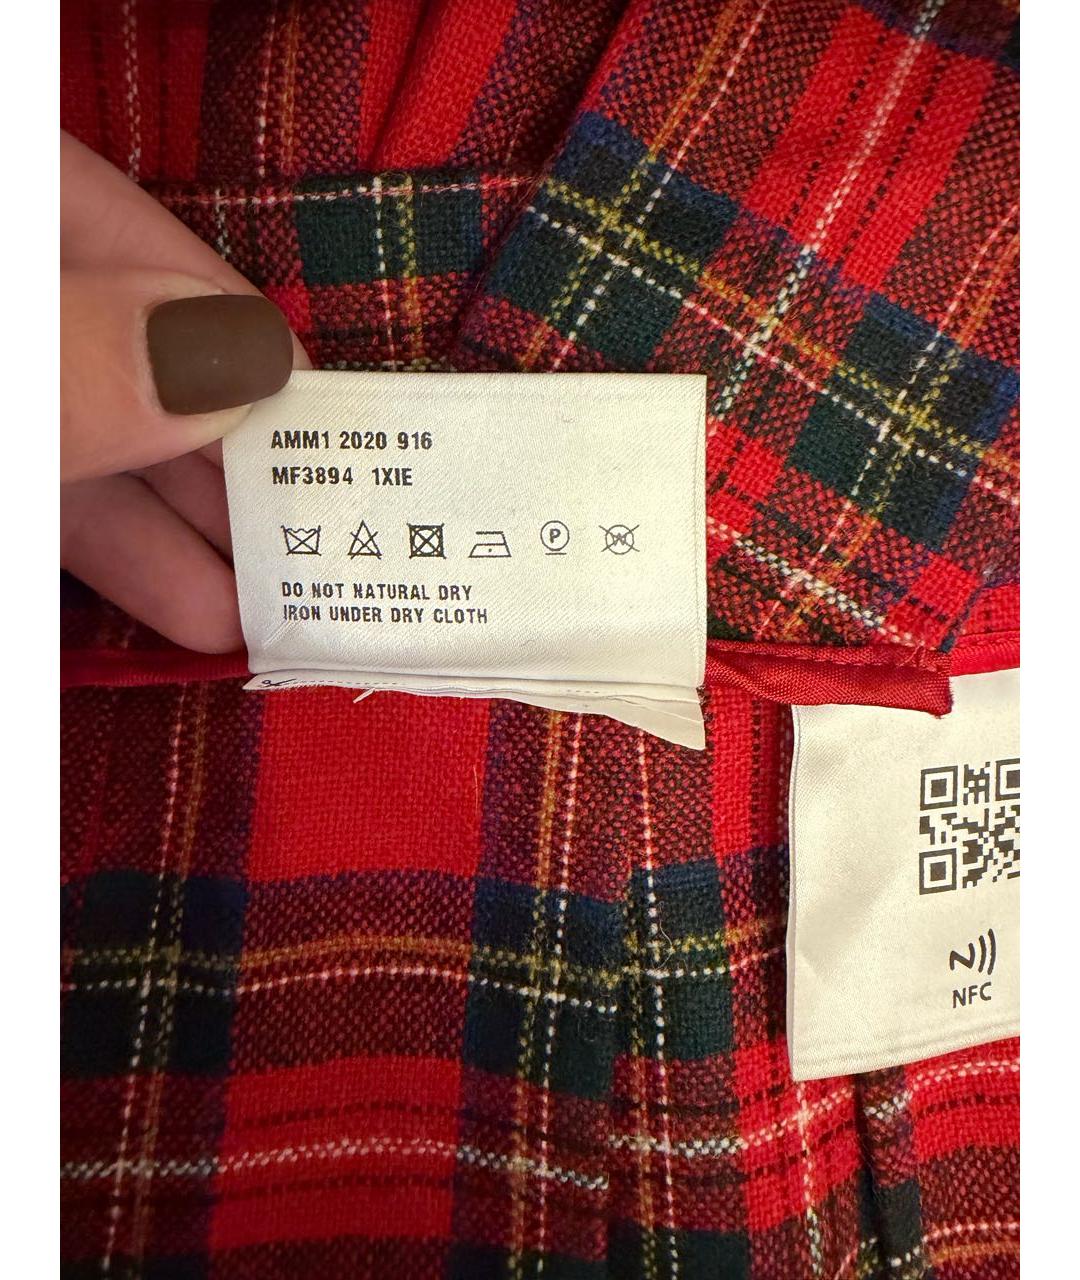 AMM1 2020 916
MF3894 1XIE
P
W
DO NOT NATURAL DRY
IRON UNDER DRY CLOTH
NFC